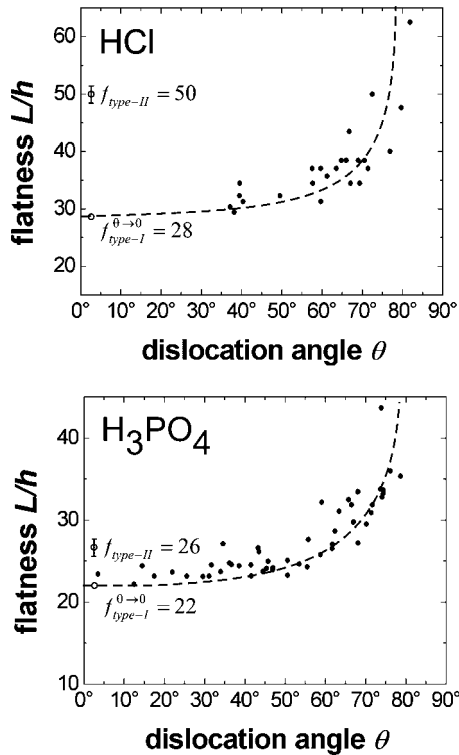 HCl
flatness L/h
60
50
40
30
20
f_type-II = 50
f_type-I^θ→0 = 28
0° 10° 20° 30° 40° 50° 60° 70° 80° 90°
dislocation angle θ
H₃PO₄
flatness L/h
40
30
20
10
f_type-II = 26
f_type-I^θ→0 = 22
0° 10° 20° 30° 40° 50° 60° 70° 80° 90°
dislocation angle θ